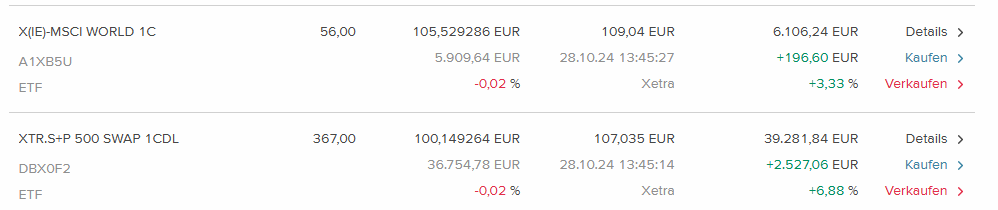 X(IE)-MSCI WORLD 1C 56,00 105,529286 EUR 109,04 EUR 6.106,24 EUR Details
A1XB5U 5.909,64 EUR 28.10.24 13:45:27 +196,60 EUR Kaufen
ETF -0,02 % Xetra +3,33 % Verkaufen
XTR.S+P 500 SWAP 1CDL 367,00 100,149264 EUR 107,035 EUR 39.281,84 EUR Details
DBX0F2 36.754,78 EUR 28.10.24 13:45:14 +2.527,06 EUR Kaufen
ETF -0,02 % Xetra +6,88 % Verkaufen